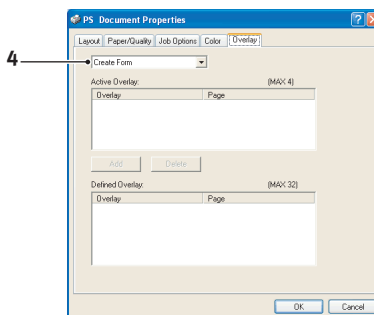 PS Document Properties
Layout Paper/Quality Job Options Color Overlay
4
Create Form
Active Overlay: (MAX 4)
Overlay Page
Add Delete
Defined Overlay: (MAX 32)
Overlay Page
OK Cancel